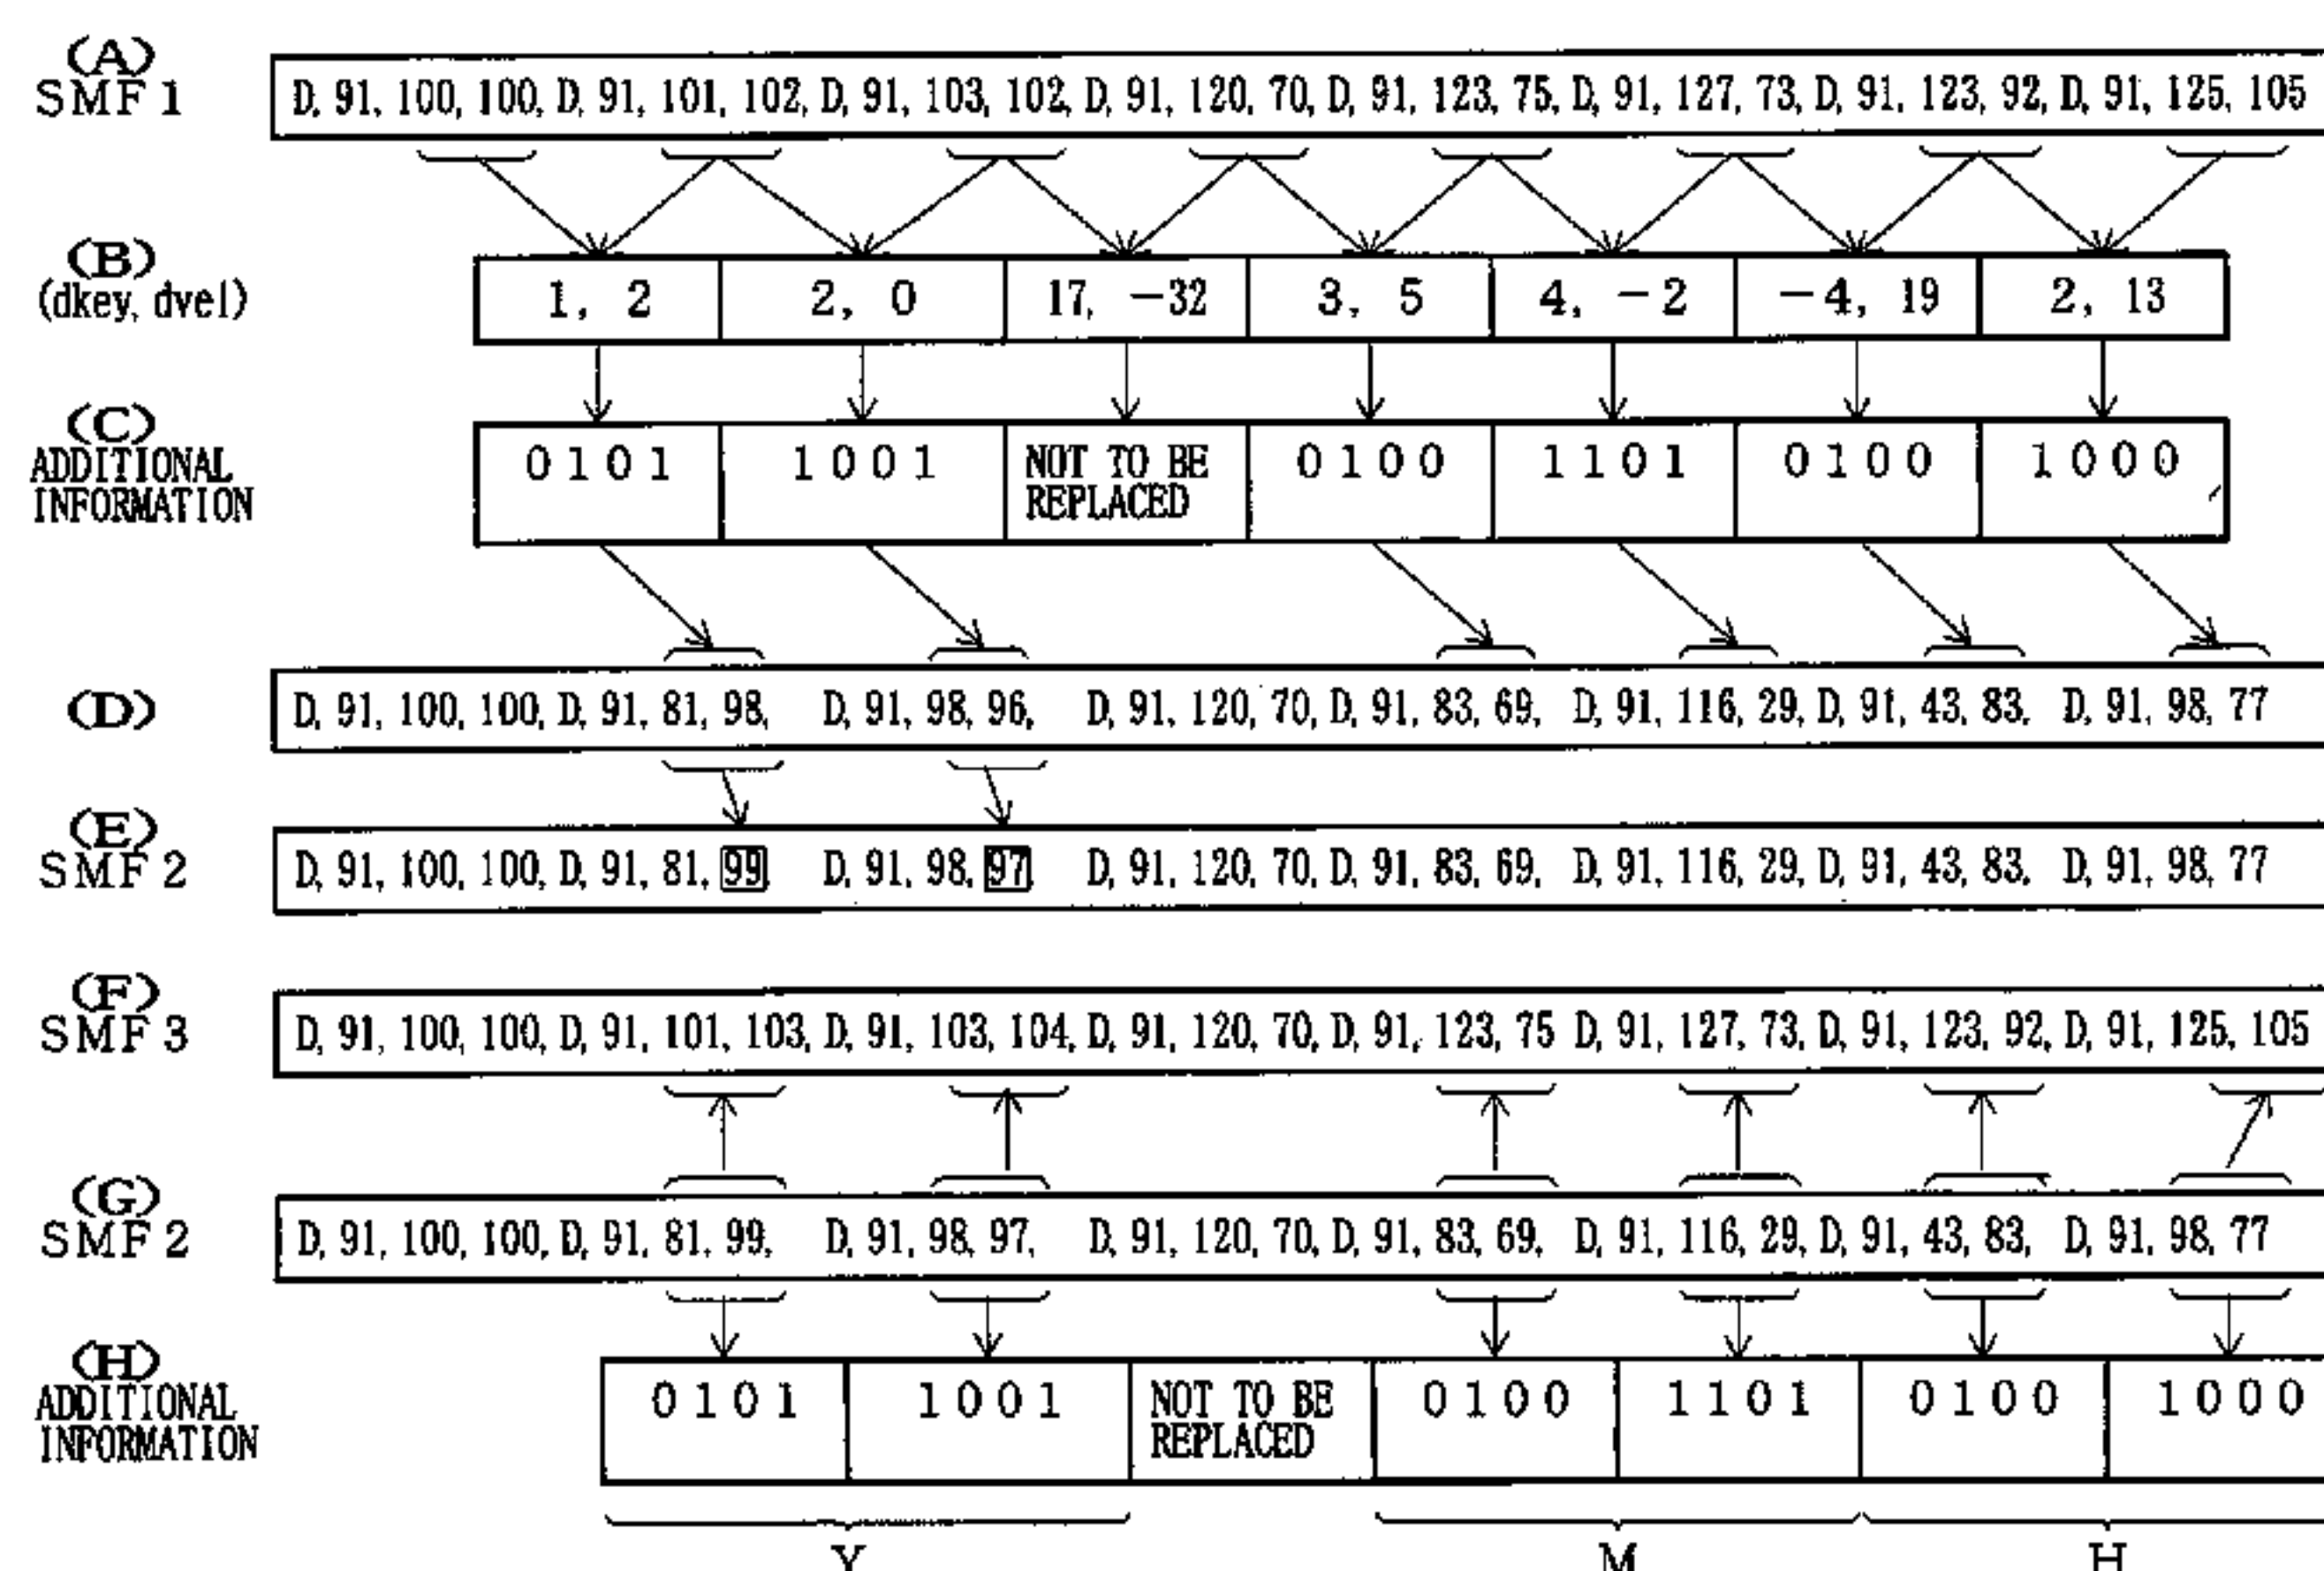 (A)
SMF 1
D, 91, 100, 100, D, 91, 101, 102, D, 91, 103, 102, D, 91, 120, 70, D, 91, 123, 75, D, 91, 127, 73, D, 91, 123, 92, D, 91, 125, 105
(B)
(dkey, dvel)
1, 2 2, 0 17, -32 3, 5 4, -2 -4, 19 2, 13
(C)
ADDITIONAL
INFORMATION
0101 1001 NOT TO BE
REPLACED
0100 1101 0100 1000
(D)
D, 91, 100, 100, D, 91, 81, 98, D, 91, 98, 96, D, 91, 120, 70, D, 91, 83, 69, D, 91, 116, 29, D, 91, 43, 83, D, 91, 98, 77
(E)
SMF 2
D, 91, 100, 100, D, 91, 81, 99, D, 91, 98, 97, D, 91, 120, 70, D, 91, 83, 69, D, 91, 116, 29, D, 91, 43, 83, D, 91, 98, 77
(F)
SMF 3
D, 91, 100, 100, D, 91, 101, 103, D, 91, 103, 104, D, 91, 120, 70, D, 91, 123, 75 D, 91, 127, 73, D, 91, 123, 92, D, 91, 125, 105
(G)
SMF 2
D, 91, 100, 100, D, 91, 81, 99, D, 91, 98, 97, D, 91, 120, 70, D, 91, 83, 69, D, 91, 116, 29, D, 91, 43, 83, D, 91, 98, 77
(H)
ADDITIONAL
INFORMATION
0101 1001 NOT TO BE
REPLACED
0100 1101 0100 1000
Y M H